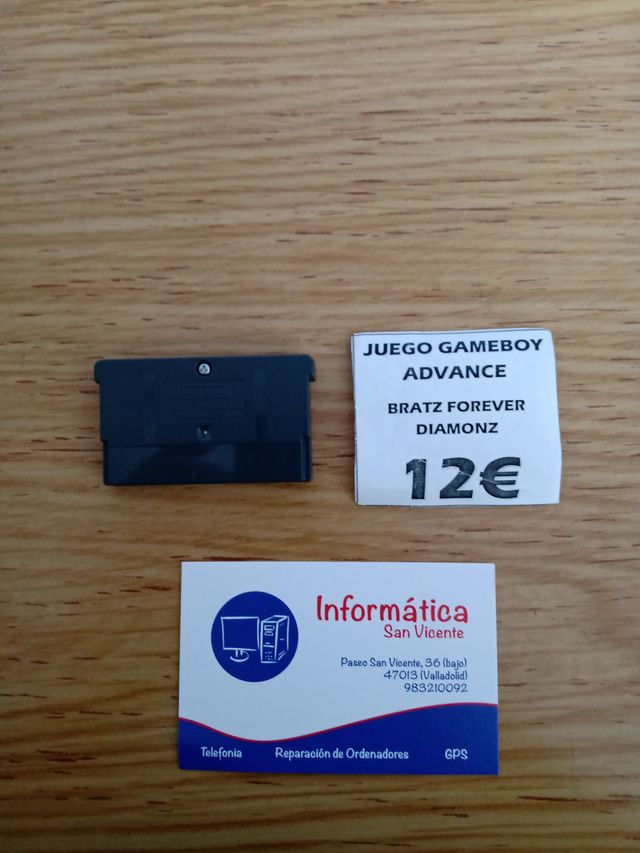 JUEGO GAMEBOY
ADVANCE
BRATZ FOREVER
DIAMONZ
12€
Informática
San Vicente
Paseo San Vicente, 36 (bajo)
47013 (Valladolid)
983210092
Telefonia
Reparación de Ordenadores
GPS